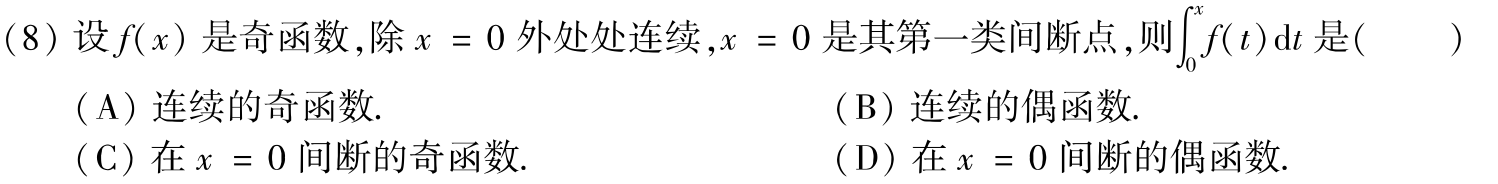 (8) 设 f(x) 是奇函数,除 x = 0 外处处连续,x = 0 是其第一类间断点,则∫₀ˣ f(t)dt 是(    )
(A) 连续的奇函数. (B) 连续的偶函数.
(C) 在 x = 0 间断的奇函数. (D) 在 x = 0 间断的偶函数.